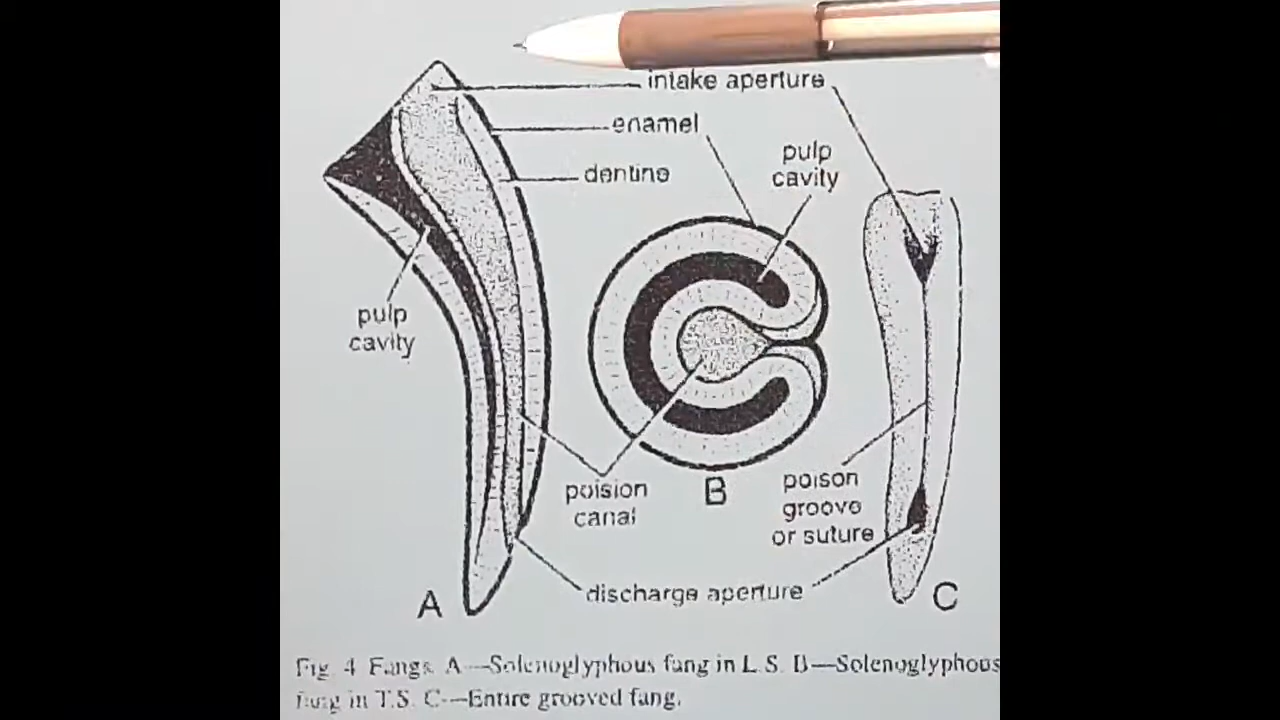 intake aperture
enamel
dentine
pulp
cavity
pulp
cavity
poision
canal
B
poison
groove
or suture
discharge aperture
A
C
Fig. 4 Fangs. A—Solenoglyphous fang in L.S. B—Solenoglyphous
fang in T.S. C—Entire grooved fang.